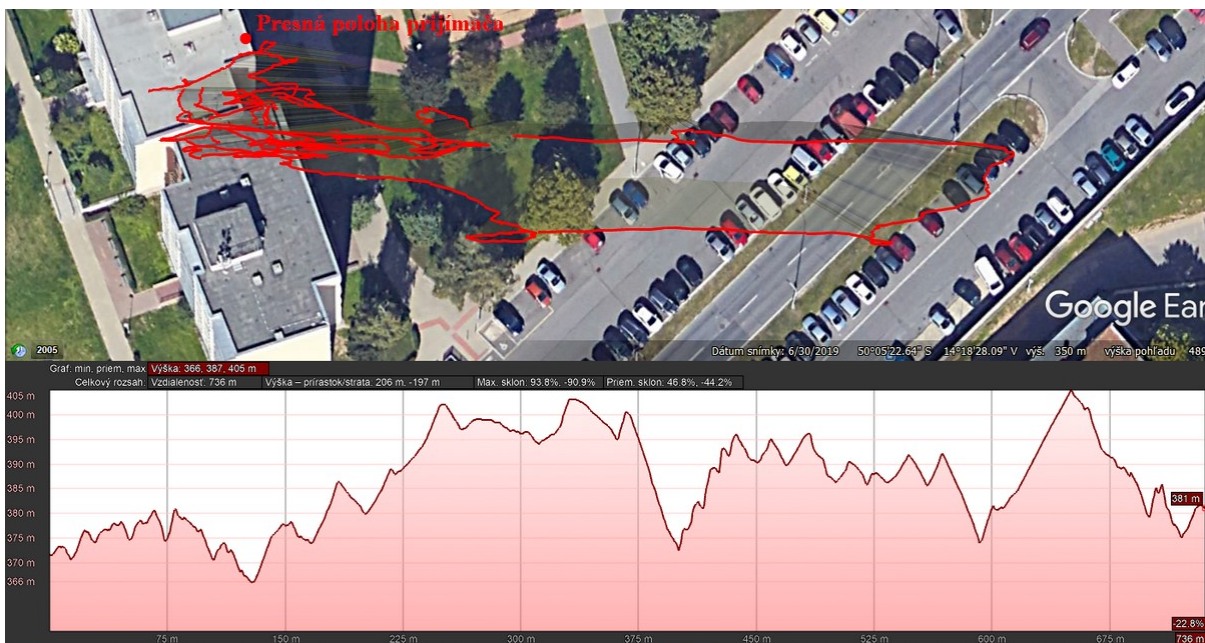 Presná poloha prijímača
Google Ear
2005
Dátum snímky: 6/30/2019 50°05'22.64" S 14°18'28.09" V výš. 350 m výška pohľadu 489
Graf: min, priem, max Výška: 366, 387, 405 m
Celkový rozsah: Vzdialenosť: 736 m Výška – prírastok/strata: 206 m, -197 m Max. sklon: 93.8%, -90.9% Priem. sklon: 46.8%, -44.2%
405 m
400 m
395 m
390 m
385 m
381 m
380 m
375 m
370 m
366 m
-22.8%
75 m 150 m 225 m 300 m 375 m 450 m 525 m 600 m 675 m 736 m